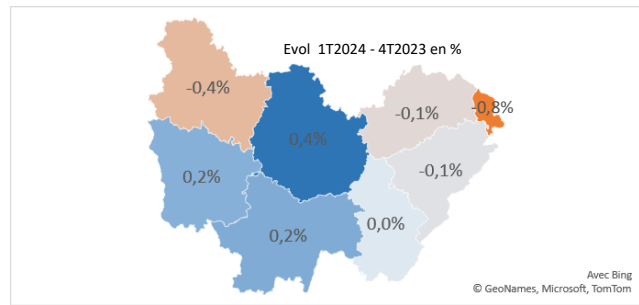 Evol 1T2024 - 4T2023 en %
-0,4%
-0,1%
-0,8%
0,4%
0,2%
-0,1%
0,2%
0,0%
Avec Bing
© GeoNames, Microsoft, TomTom